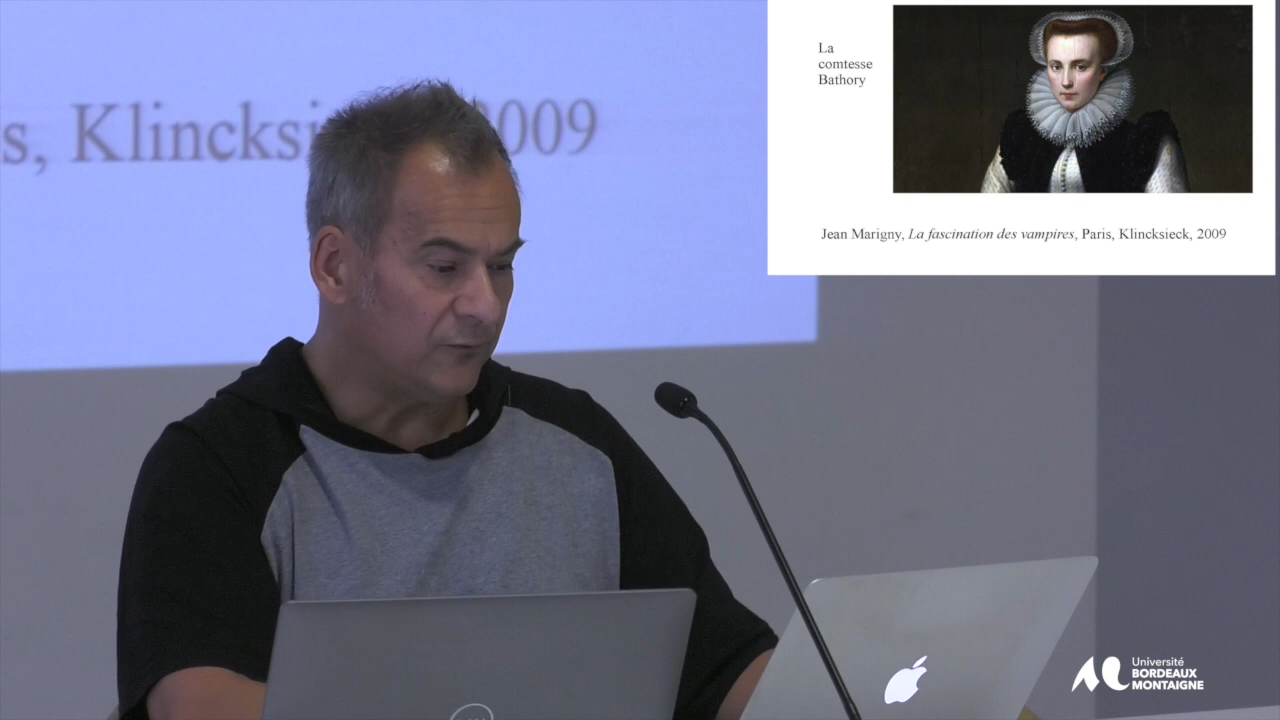 s, Klincksi 2009
La
comtesse
Bathory
Jean Marigny, La fascination des vampires, Paris, Klincksieck, 2009
Université
BORDEAUX
MONTAIGNE